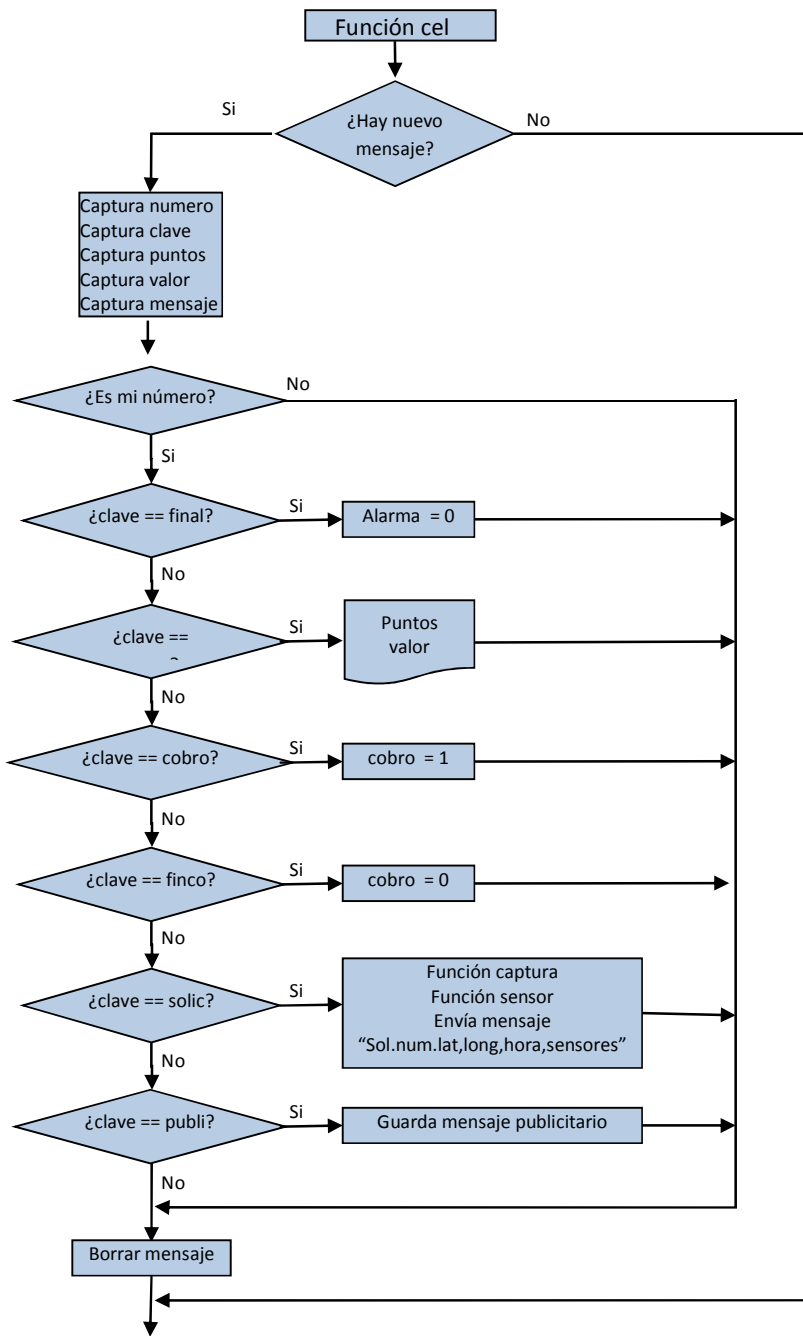 Función cel
¿Hay nuevo
mensaje?
Si
No
Captura numero
Captura clave
Captura puntos
Captura valor
Captura mensaje
¿Es mi número?
No
Si
¿clave == final?
Si
Alarma = 0
No
¿clave ==
Si
Puntos
valor
No
¿clave == cobro?
Si
cobro = 1
No
¿clave == finco?
Si
cobro = 0
No
¿clave == solic?
Si
Función captura
Función sensor
Envía mensaje
“Sol.num.lat,long,hora,sensores”
No
¿clave == publi?
Si
Guarda mensaje publicitario
No
Borrar mensaje